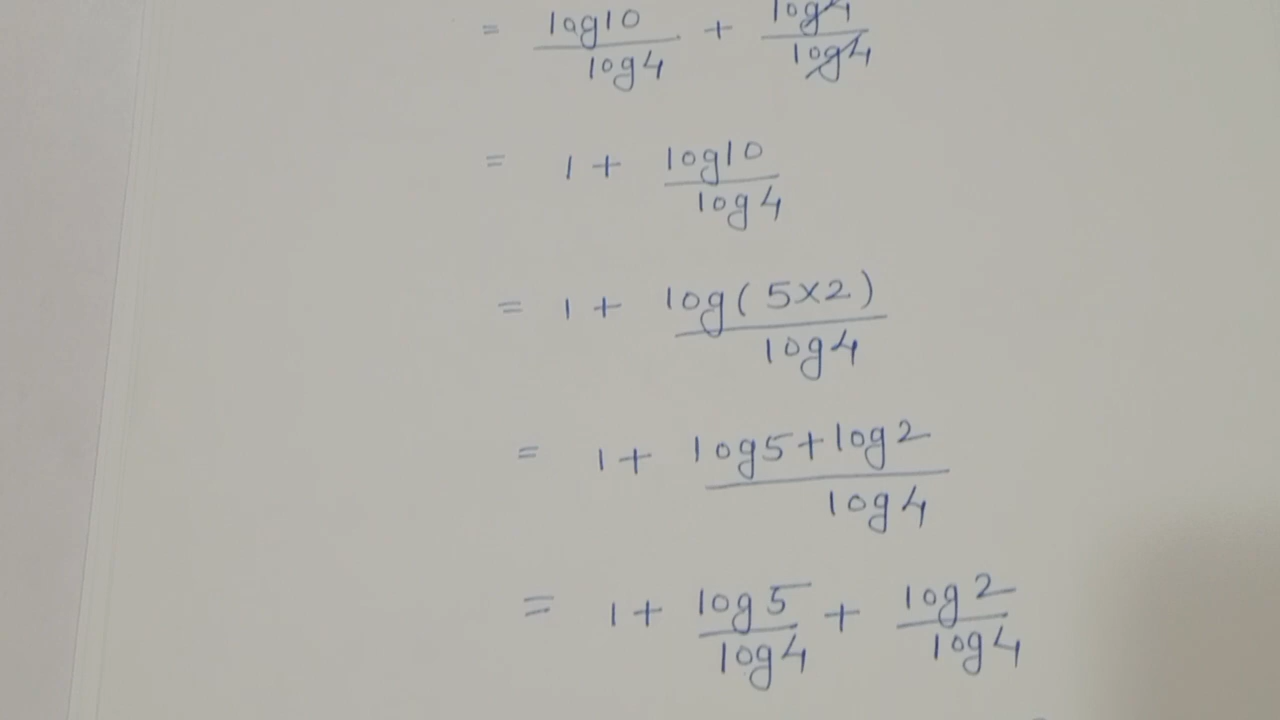 = log10/log4 + log4/log4
= 1 + log10/log4
= 1 + log(5×2)/log4
= 1 + log5+log2/log4
= 1 + log5/log4 + log2/log4